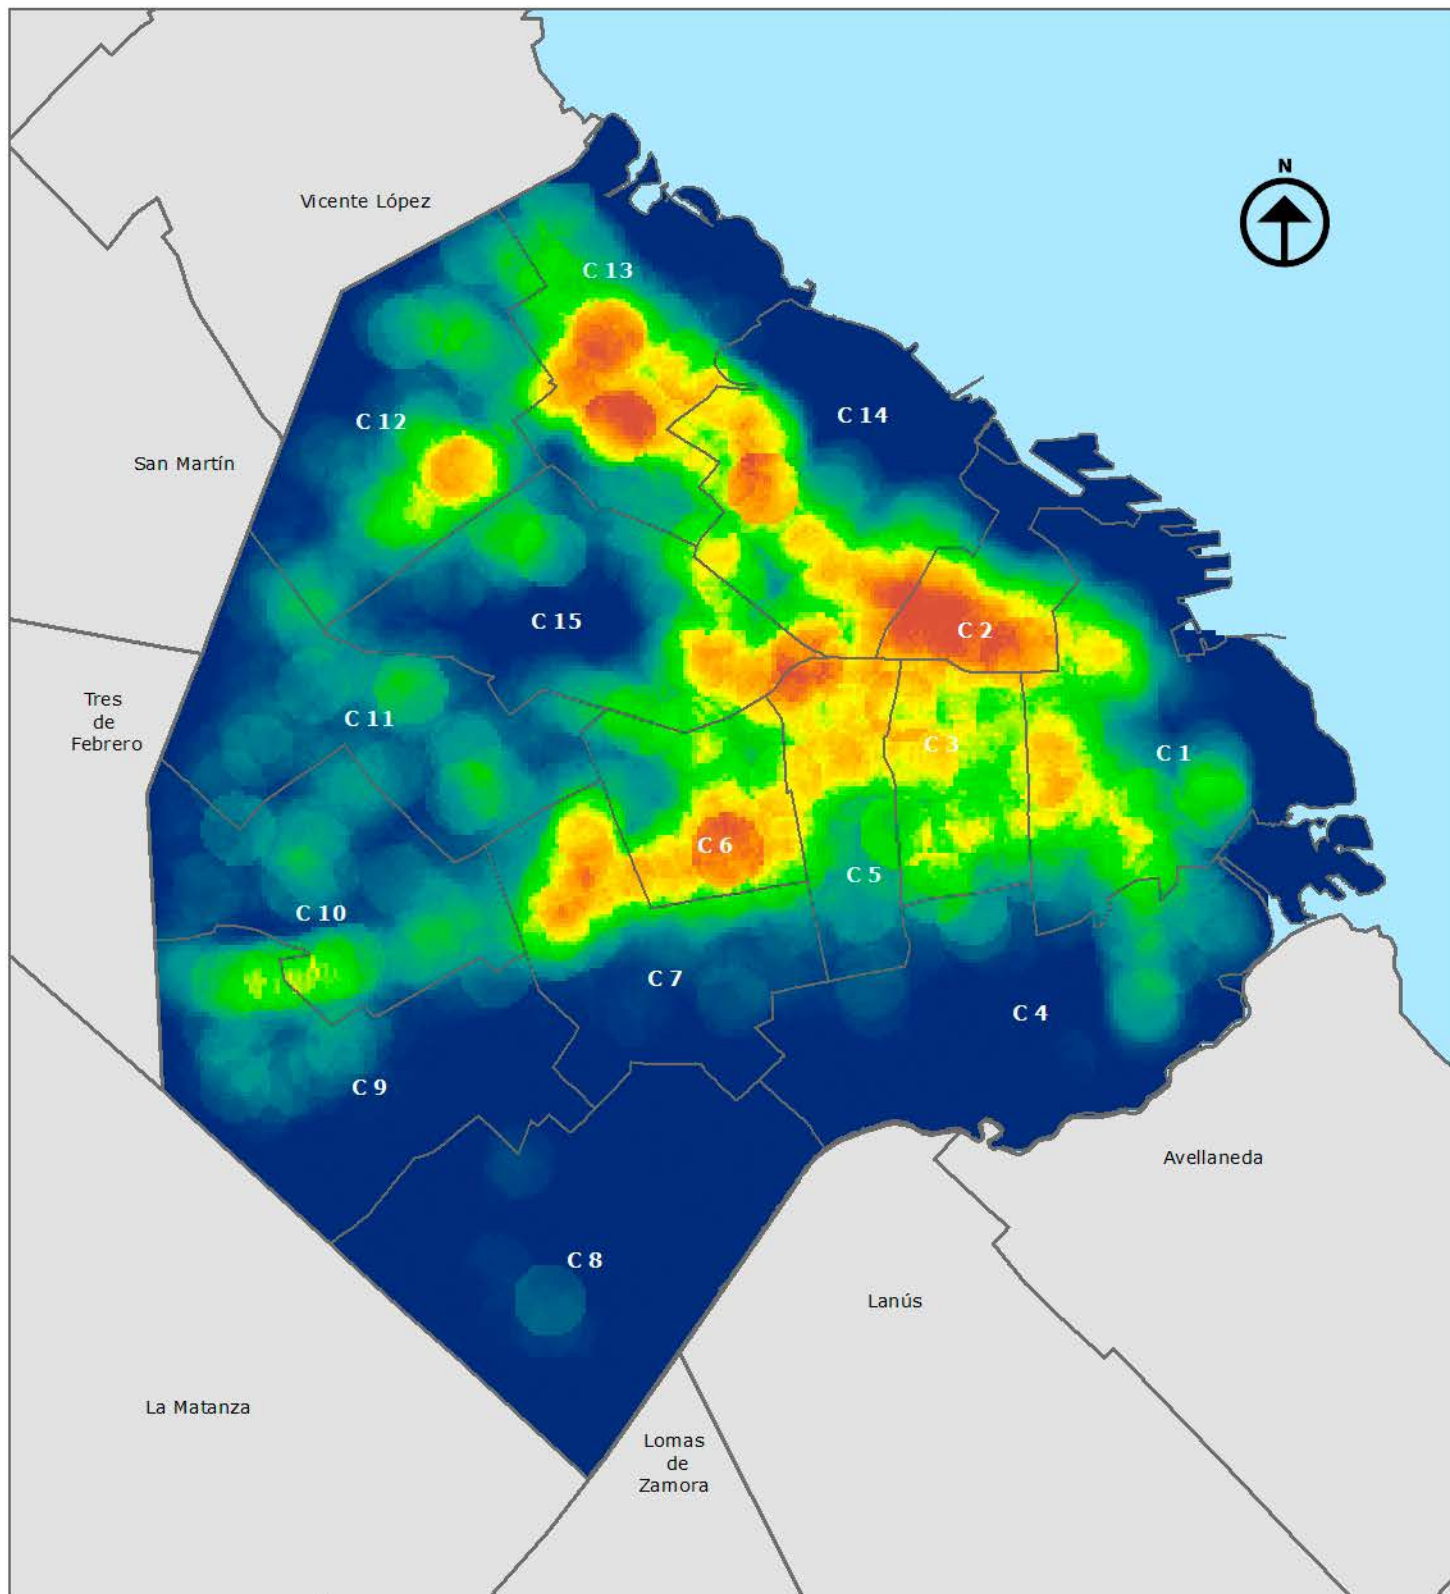 N
Vicente López
C 13
C 14
C 12
San Martín
C 15
C 2
Tres
de
Febrero
C 11
C 3
C 1
C 6
C 5
C 10
C 7
C 4
C 9
Avellaneda
C 8
Lanús
La Matanza
Lomas
de
Zamora